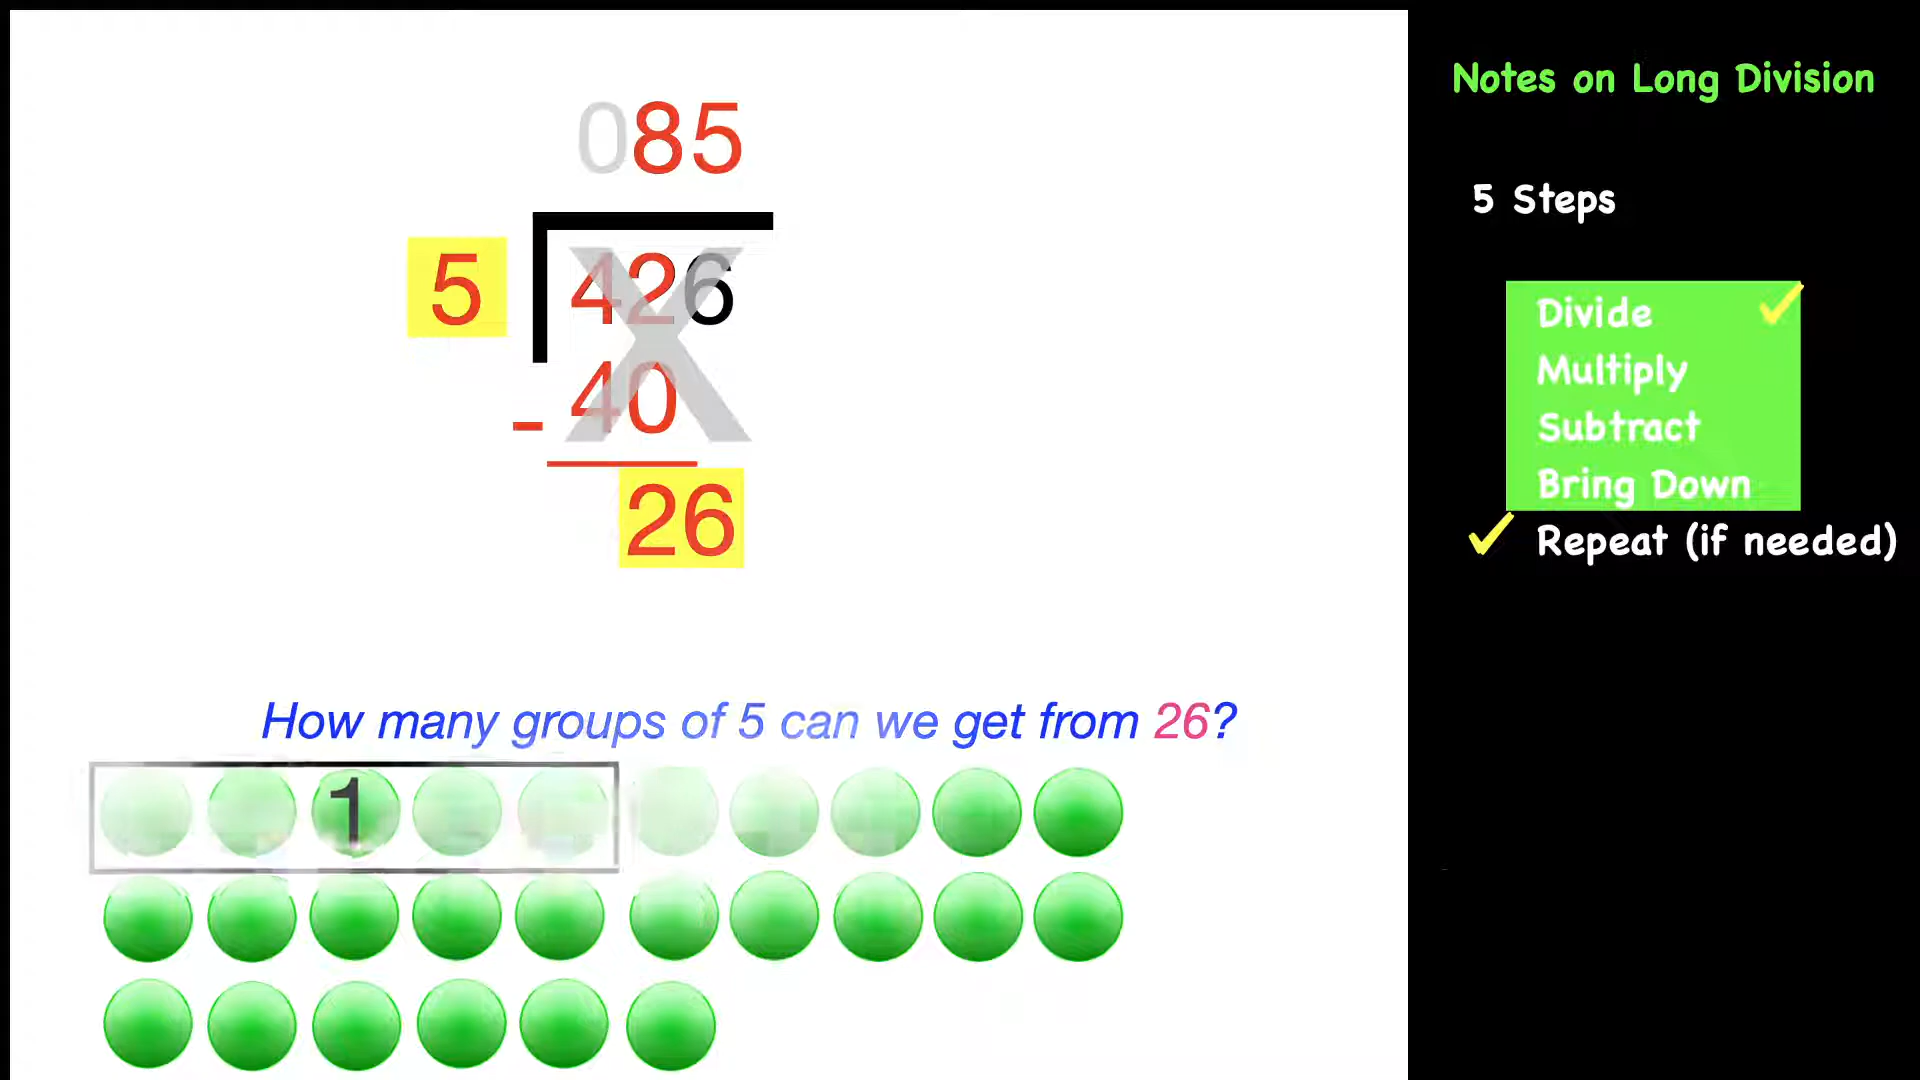 085
5 426
- 40
26
How many groups of 5 can we get from 26?
1
Notes on Long Division
5 Steps
Divide ✓
Multiply
Subtract
Bring Down
✓ Repeat (if needed)